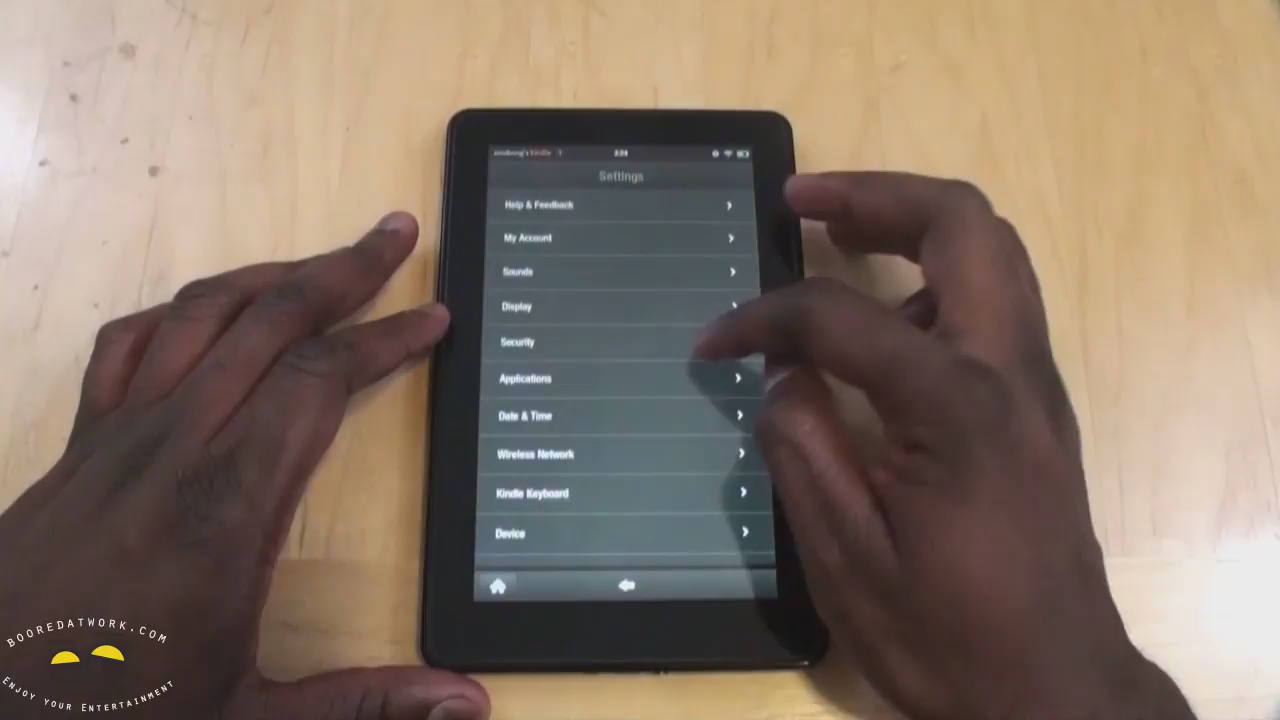 Kindle
Settings
Help & Feedback
My Account
Sounds
Display
Security
Applications
Date & Time
Wireless Network
Kindle Keyboard
Device
BOOREDATWORK.COM
ENJOY YOUR ENTERTAINMENT